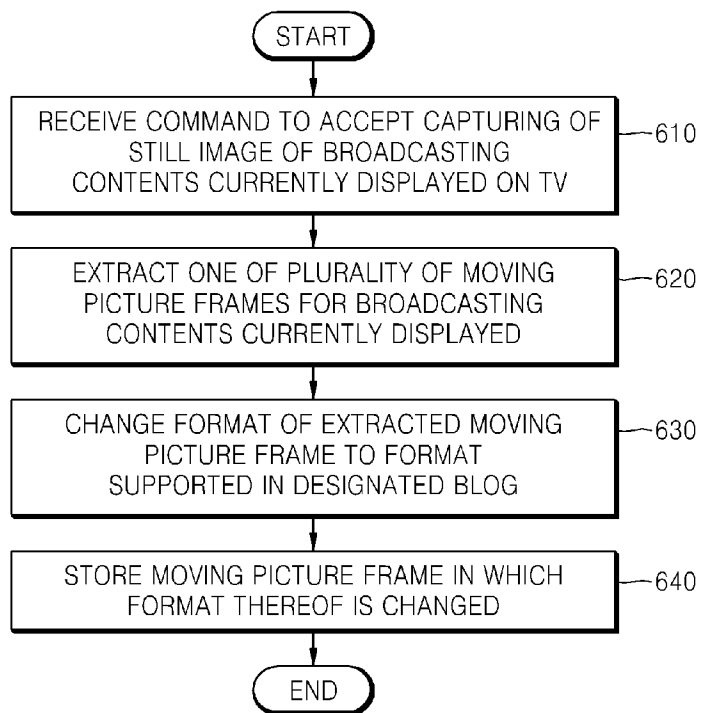 START
RECEIVE COMMAND TO ACCEPT CAPTURING OF
STILL IMAGE OF BROADCASTING
CONTENTS CURRENTLY DISPLAYED ON TV
610
EXTRACT ONE OF PLURALITY OF MOVING
PICTURE FRAMES FOR BROADCASTING
CONTENTS CURRENTLY DISPLAYED
620
CHANGE FORMAT OF EXTRACTED MOVING
PICTURE FRAME TO FORMAT
SUPPORTED IN DESIGNATED BLOG
630
STORE MOVING PICTURE FRAME IN WHICH
FORMAT THEREOF IS CHANGED
640
END